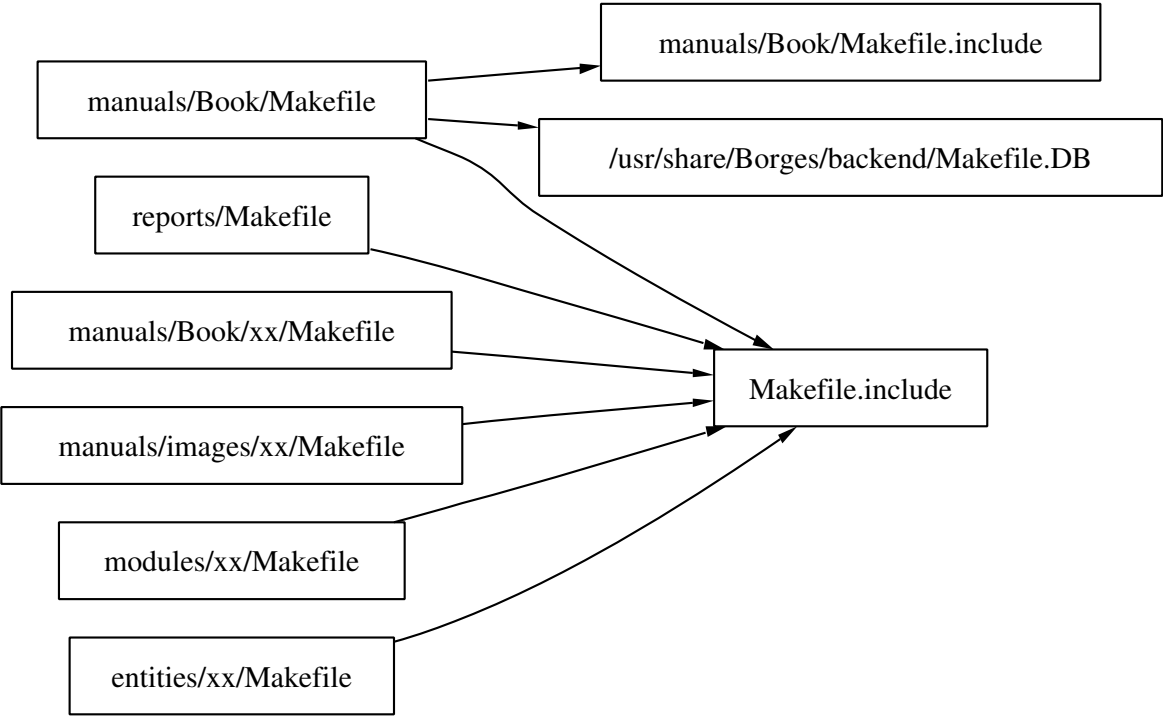 manuals/Book/Makefile.include
manuals/Book/Makefile
/usr/share/Borges/backend/Makefile.DB
reports/Makefile
manuals/Book/xx/Makefile
Makefile.include
manuals/images/xx/Makefile
modules/xx/Makefile
entities/xx/Makefile